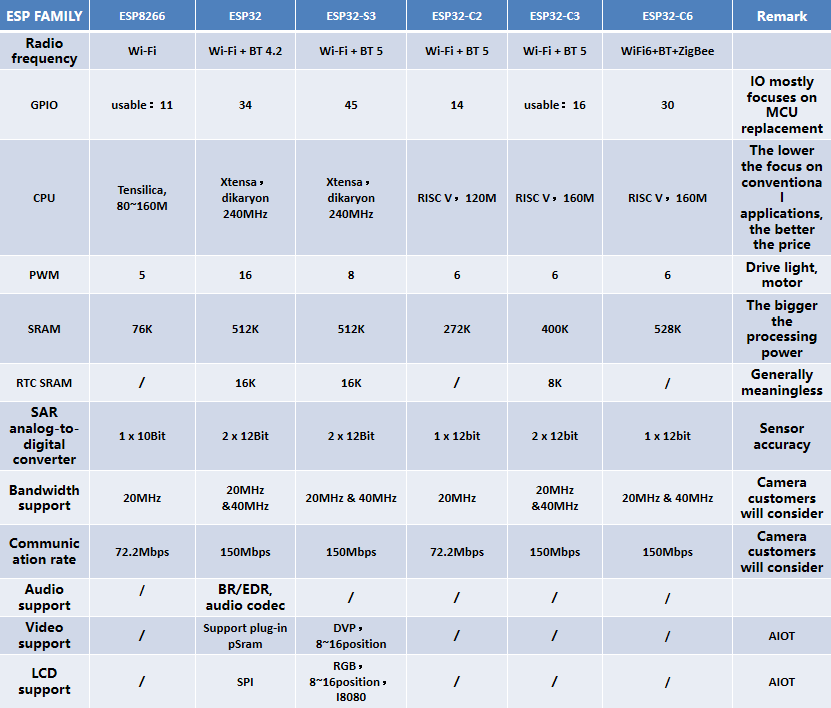 ESP FAMILY ESP8266 ESP32 ESP32-S3 ESP32-C2 ESP32-C3 ESP32-C6 Remark
Radio
frequency
Wi-Fi Wi-Fi + BT 4.2 Wi-Fi + BT 5 Wi-Fi + BT 5 Wi-Fi + BT 5 WiFi6+BT+ZigBee
GPIO
usable：11
34
45
14
usable：16
30
IO mostly
focuses on
MCU
replacement
CPU
Tensilica,
80~160M
Xtensa，
dikaryon
240MHz
Xtensa，
dikaryon
240MHz
RISC V，120M
RISC V，160M
RISC V，160M
The lower
the focus on
conventiona
l
applications,
the better
the price
PWM
5
16
8
6
6
6
Drive light,
motor
SRAM
76K
512K
512K
272K
400K
528K
The bigger
the
processing
power
RTC SRAM
/
16K
16K
/
8K
/
Generally
meaningless
SAR
analog-to-
digital
converter
1 x 10Bit
2 x 12Bit
2 x 12Bit
1 x 12bit
2 x 12bit
1 x 12bit
Sensor
accuracy
Bandwidth
support
20MHz
20MHz
&40MHz
20MHz & 40MHz
20MHz
20MHz
&40MHz
20MHz & 40MHz
Camera
customers
will consider
Communic
ation rate
72.2Mbps
150Mbps
150Mbps
72.2Mbps
150Mbps
150Mbps
Camera
customers
will consider
Audio
support
/
BR/EDR,
audio codec
/
/
/
/
Video
support
/
Support plug-in
pSram
DVP，
8~16position
/
/
/
AIOT
LCD
support
/
SPI
RGB，
8~16position，
I8080
/
/
/
AIOT